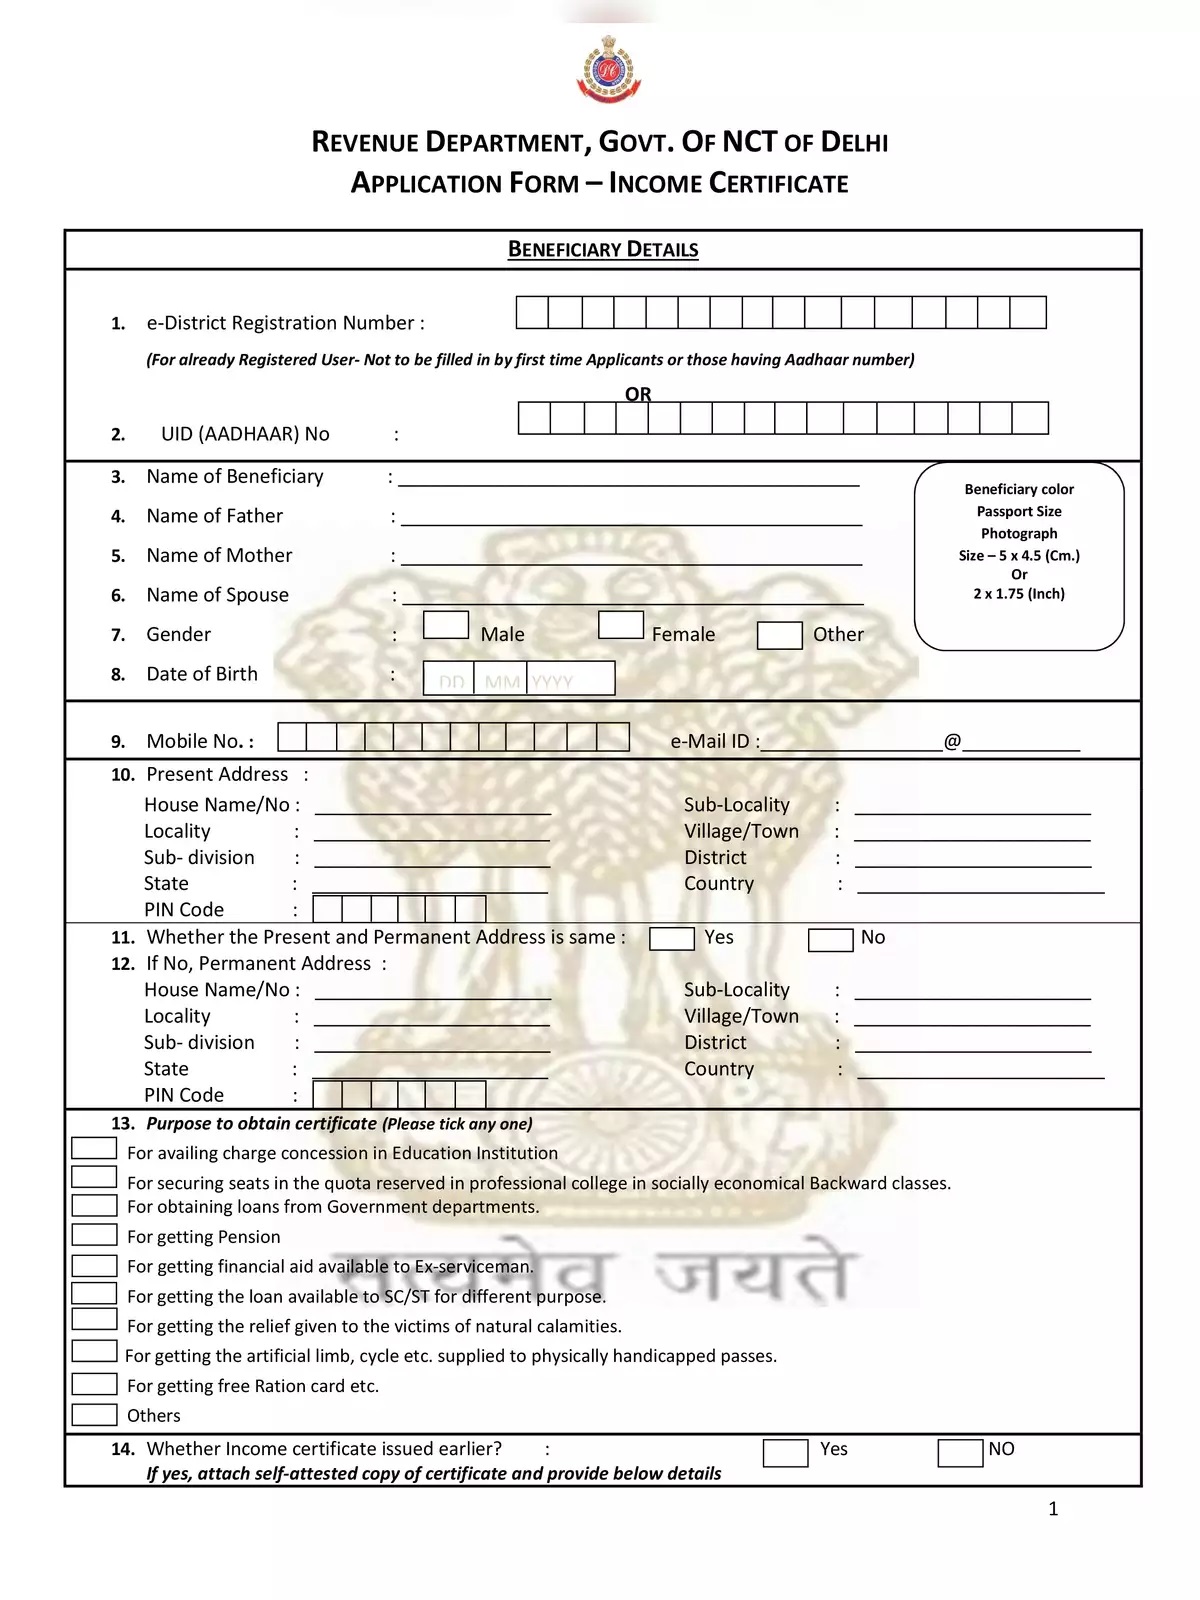 REVENUE DEPARTMENT, GOVT. OF NCT OF DELHI
APPLICATION FORM – INCOME CERTIFICATE
BENEFICIARY DETAILS
1. e-District Registration Number :
(For already Registered User- Not to be filled in by first time Applicants or those having Aadhaar number)
OR
2. UID (AADHAAR) No :
3. Name of Beneficiary :
4. Name of Father :
5. Name of Mother :
6. Name of Spouse :
Beneficiary color
Passport Size
Photograph
Size – 5 x 4.5 (Cm.)
Or
2 x 1.75 (Inch)
7. Gender : Male Female Other
8. Date of Birth : DD MM YYYY
9. Mobile No. : e-Mail ID : @
10. Present Address :
House Name/No : Sub-Locality :
Locality : Village/Town :
Sub- division : District :
State : Country :
PIN Code :
11. Whether the Present and Permanent Address is same : Yes No
12. If No, Permanent Address :
House Name/No : Sub-Locality :
Locality : Village/Town :
Sub- division : District :
State : Country :
PIN Code :
13. Purpose to obtain certificate (Please tick any one)
For availing charge concession in Education Institution
For securing seats in the quota reserved in professional college in socially economical Backward classes.
For obtaining loans from Government departments.
For getting Pension
For getting financial aid available to Ex-serviceman.
For getting the loan available to SC/ST for different purpose.
For getting the relief given to the victims of natural calamities.
For getting the artificial limb, cycle etc. supplied to physically handicapped passes.
For getting free Ration card etc.
Others
सत्यमेव जयते
14. Whether Income certificate issued earlier? : Yes NO
If yes, attach self-attested copy of certificate and provide below details
1